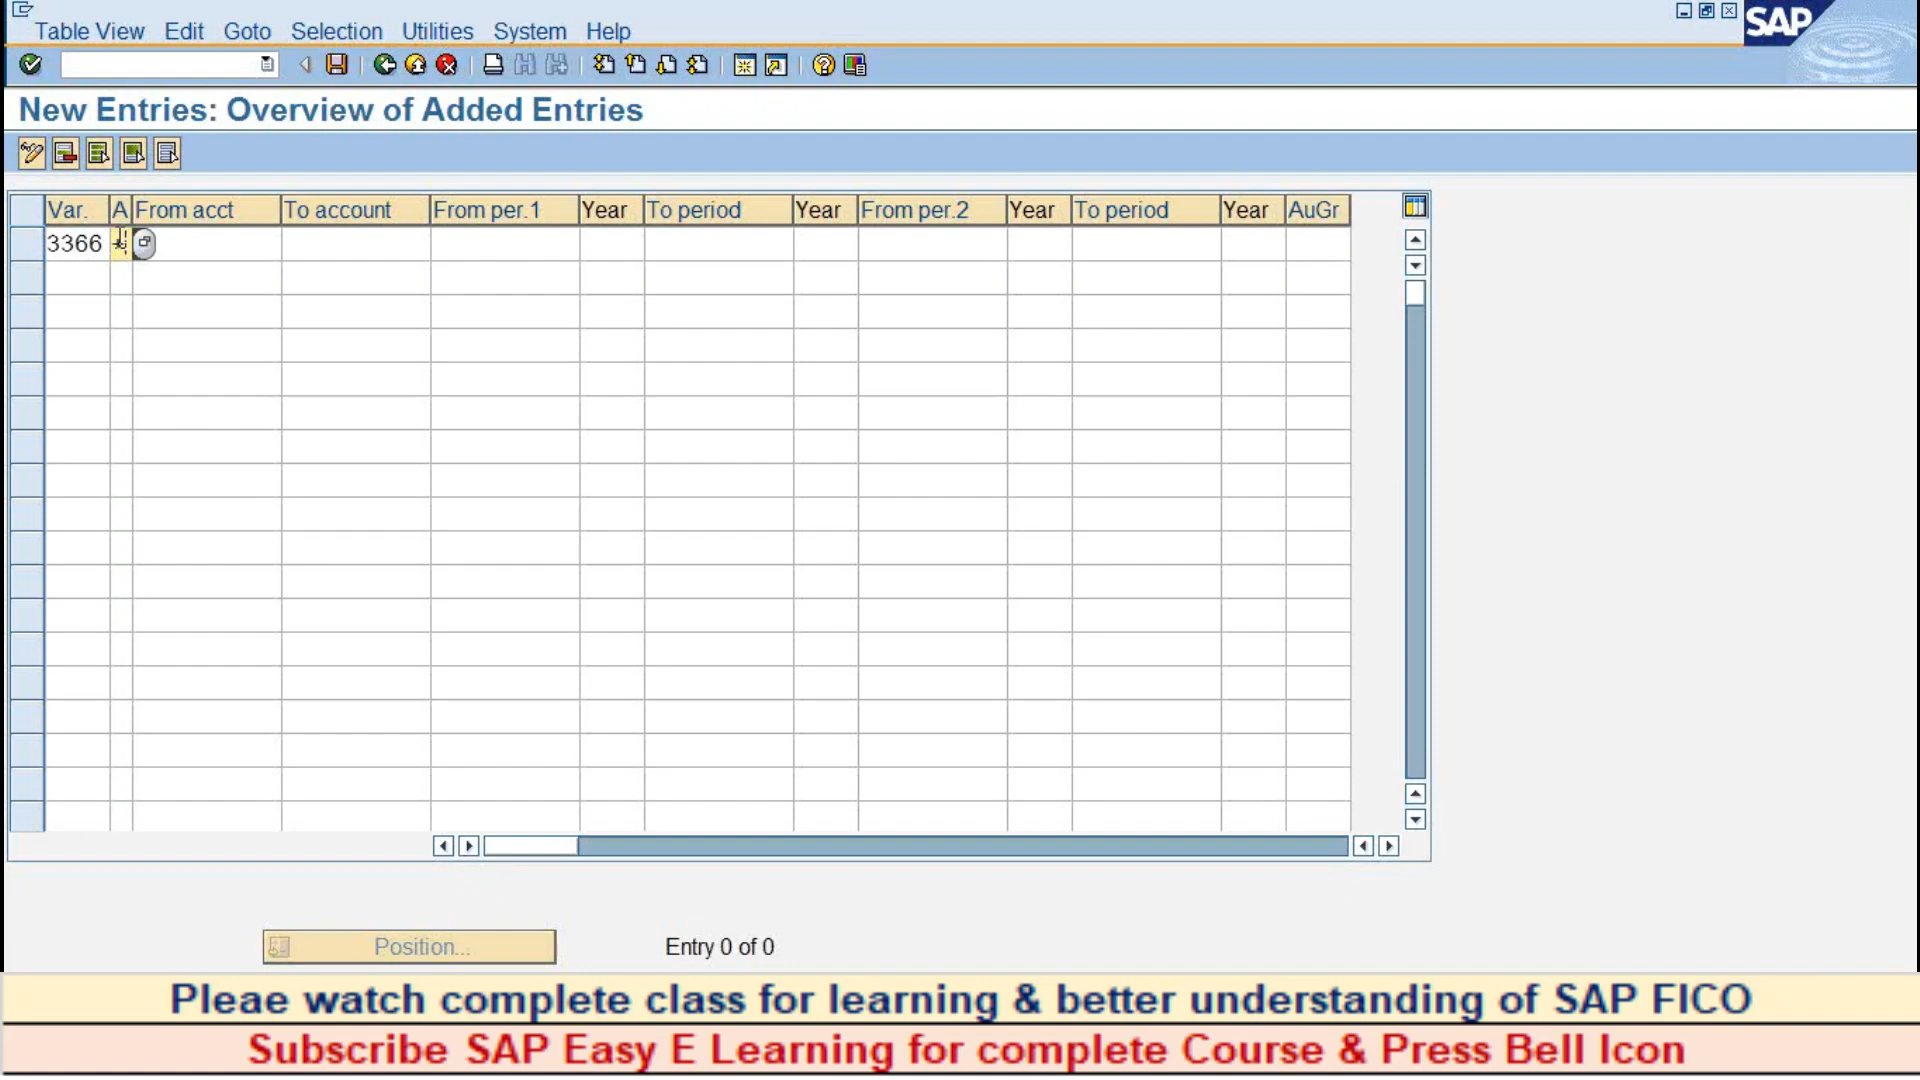 Table View Edit Goto Selection Utilities System Help
SAP
New Entries: Overview of Added Entries
Var. A From acct To account From per.1 Year To period Year From per.2 Year To period Year AuGr
3366
Position... Entry 0 of 0
Pleae watch complete class for learning & better understanding of SAP FICO
Subscribe SAP Easy E Learning for complete Course & Press Bell Icon